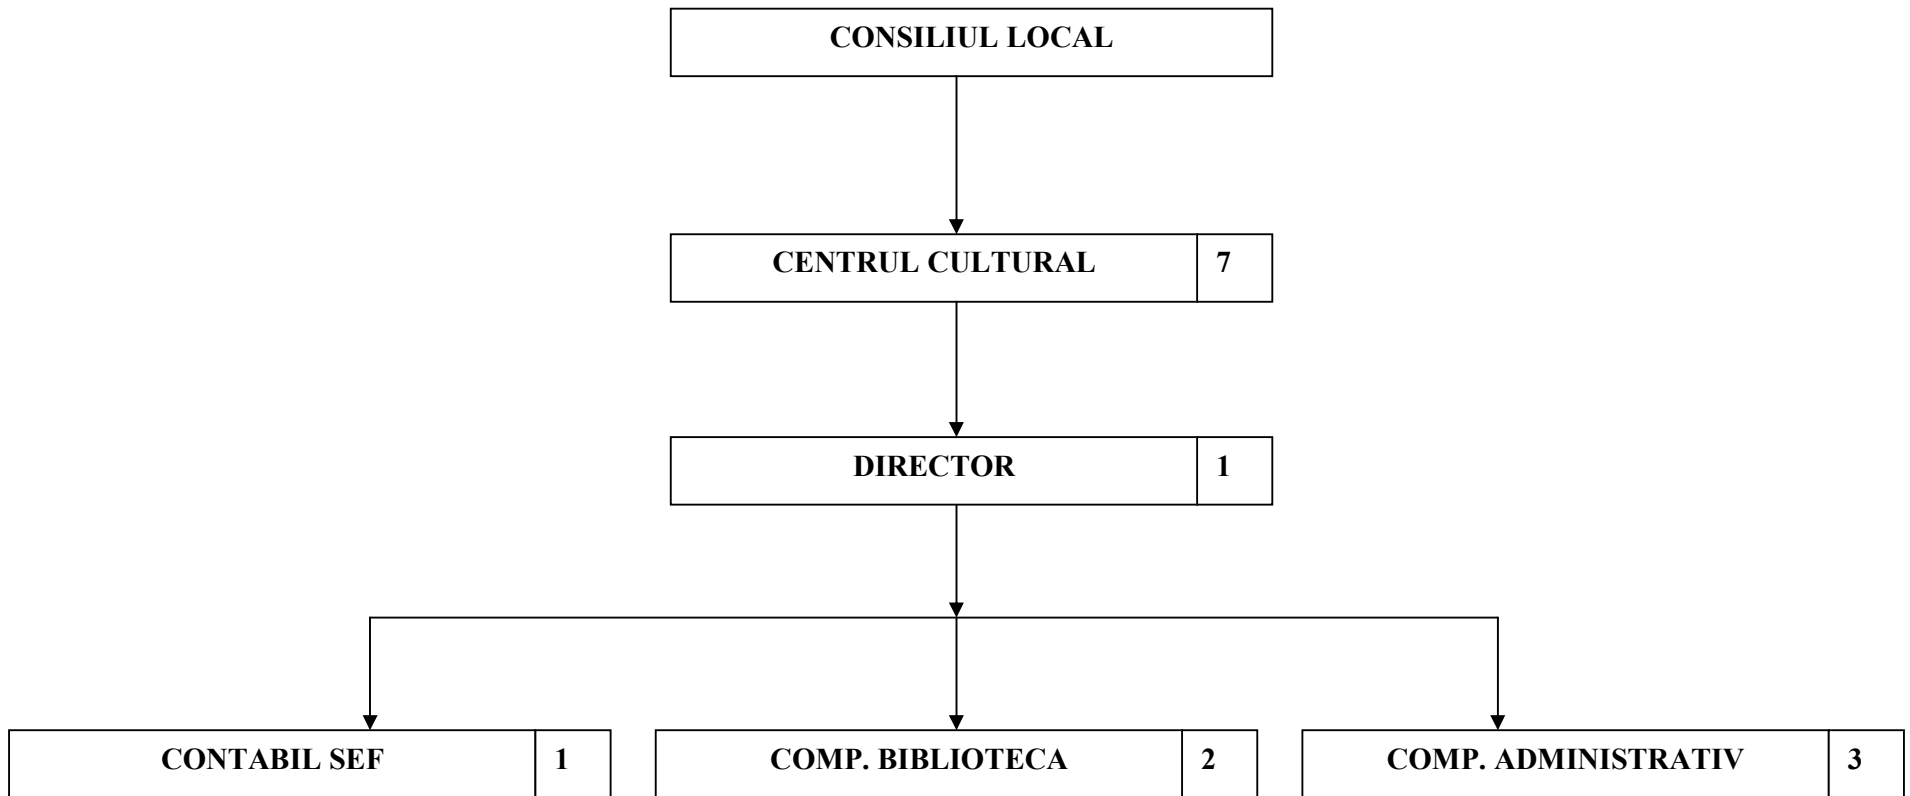 CONSILIUL LOCAL
CENTRUL CULTURAL 7
DIRECTOR 1
CONTABIL SEF 1
COMP. BIBLIOTECA 2
COMP. ADMINISTRATIV 3